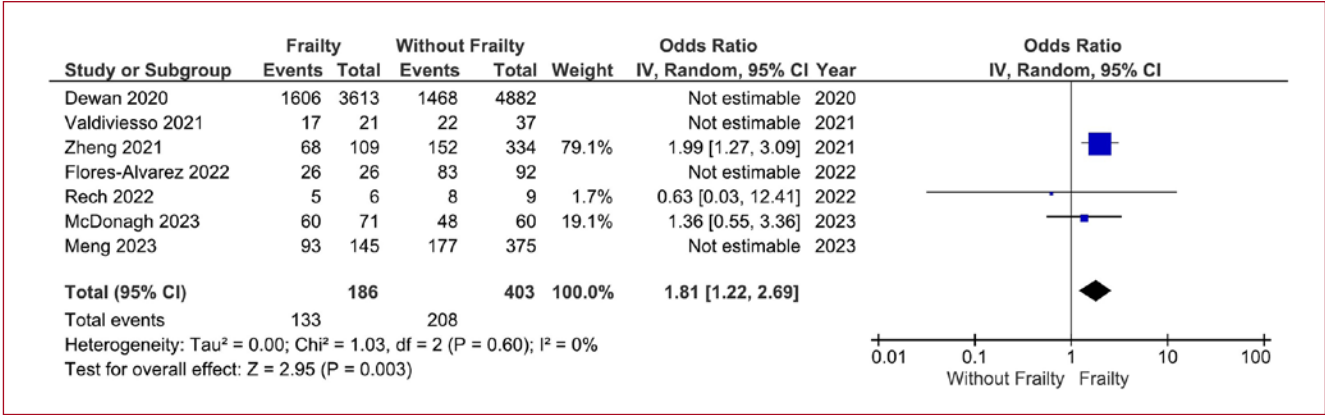 Frailty Without Frailty Odds Ratio Odds Ratio
Study or Subgroup Events Total Events Total Weight IV, Random, 95% CI Year IV, Random, 95% CI
Dewan 2020 1606 3613 1468 4882 Not estimable 2020
Valdiviesso 2021 17 21 22 37 Not estimable 2021
Zheng 2021 68 109 152 334 79.1% 1.99 [1.27, 3.09] 2021
Flores-Alvarez 2022 26 26 83 92 Not estimable 2022
Rech 2022 5 6 8 9 1.7% 0.63 [0.03, 12.41] 2022
McDonagh 2023 60 71 48 60 19.1% 1.36 [0.55, 3.36] 2023
Meng 2023 93 145 177 375 Not estimable 2023
Total (95% CI) 186 403 100.0% 1.81 [1.22, 2.69]
Total events 133 208
Heterogeneity: Tau² = 0.00; Chi² = 1.03, df = 2 (P = 0.60); I² = 0%
Test for overall effect: Z = 2.95 (P = 0.003)
0.01 0.1 1 10 100
Without Frailty Frailty